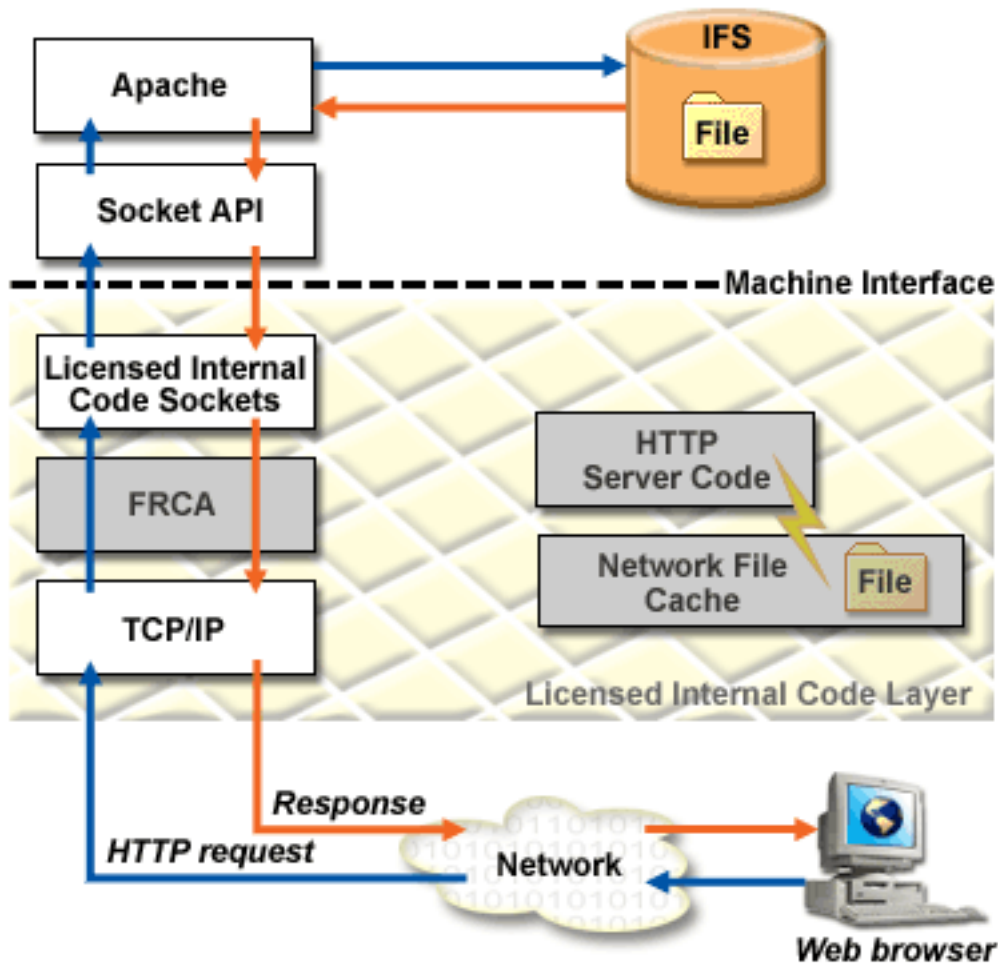 IFS
Apache
File
Socket API
Machine Interface
Licensed Internal
Code Sockets
HTTP
Server Code
FRCA
Network File
Cache
File
TCP/IP
Licensed Internal Code Layer
Response
HTTP request
Network
Web browser